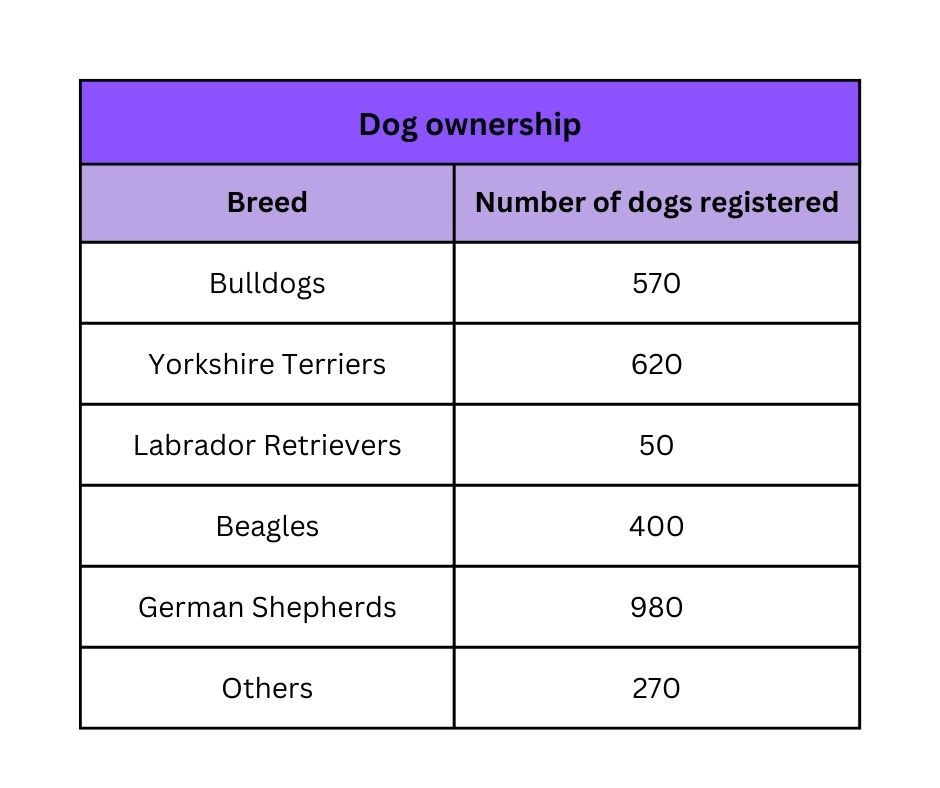 Dog ownership
Breed Number of dogs registered
Bulldogs 570
Yorkshire Terriers 620
Labrador Retrievers 50
Beagles 400
German Shepherds 980
Others 270